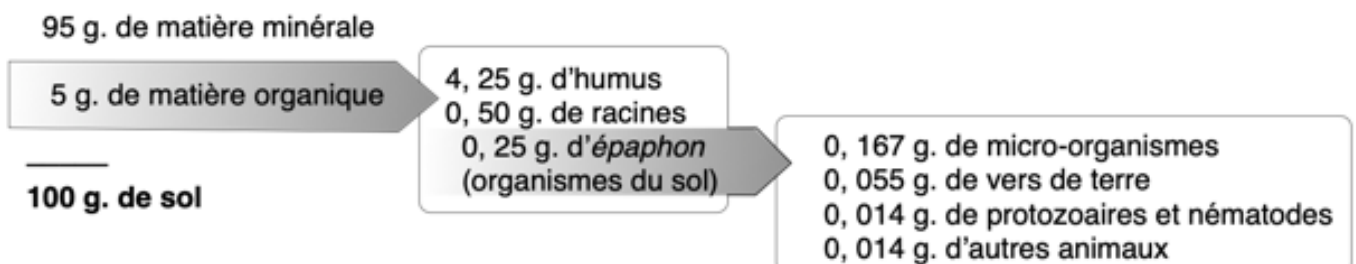 95 g. de matière minérale
5 g. de matière organique
100 g. de sol
4, 25 g. d'humus
0, 50 g. de racines
0, 25 g. d'épaphon
(organismes du sol)
0, 167 g. de micro-organismes
0, 055 g. de vers de terre
0, 014 g. de protozoaires et nématodes
0, 014 g. d'autres animaux